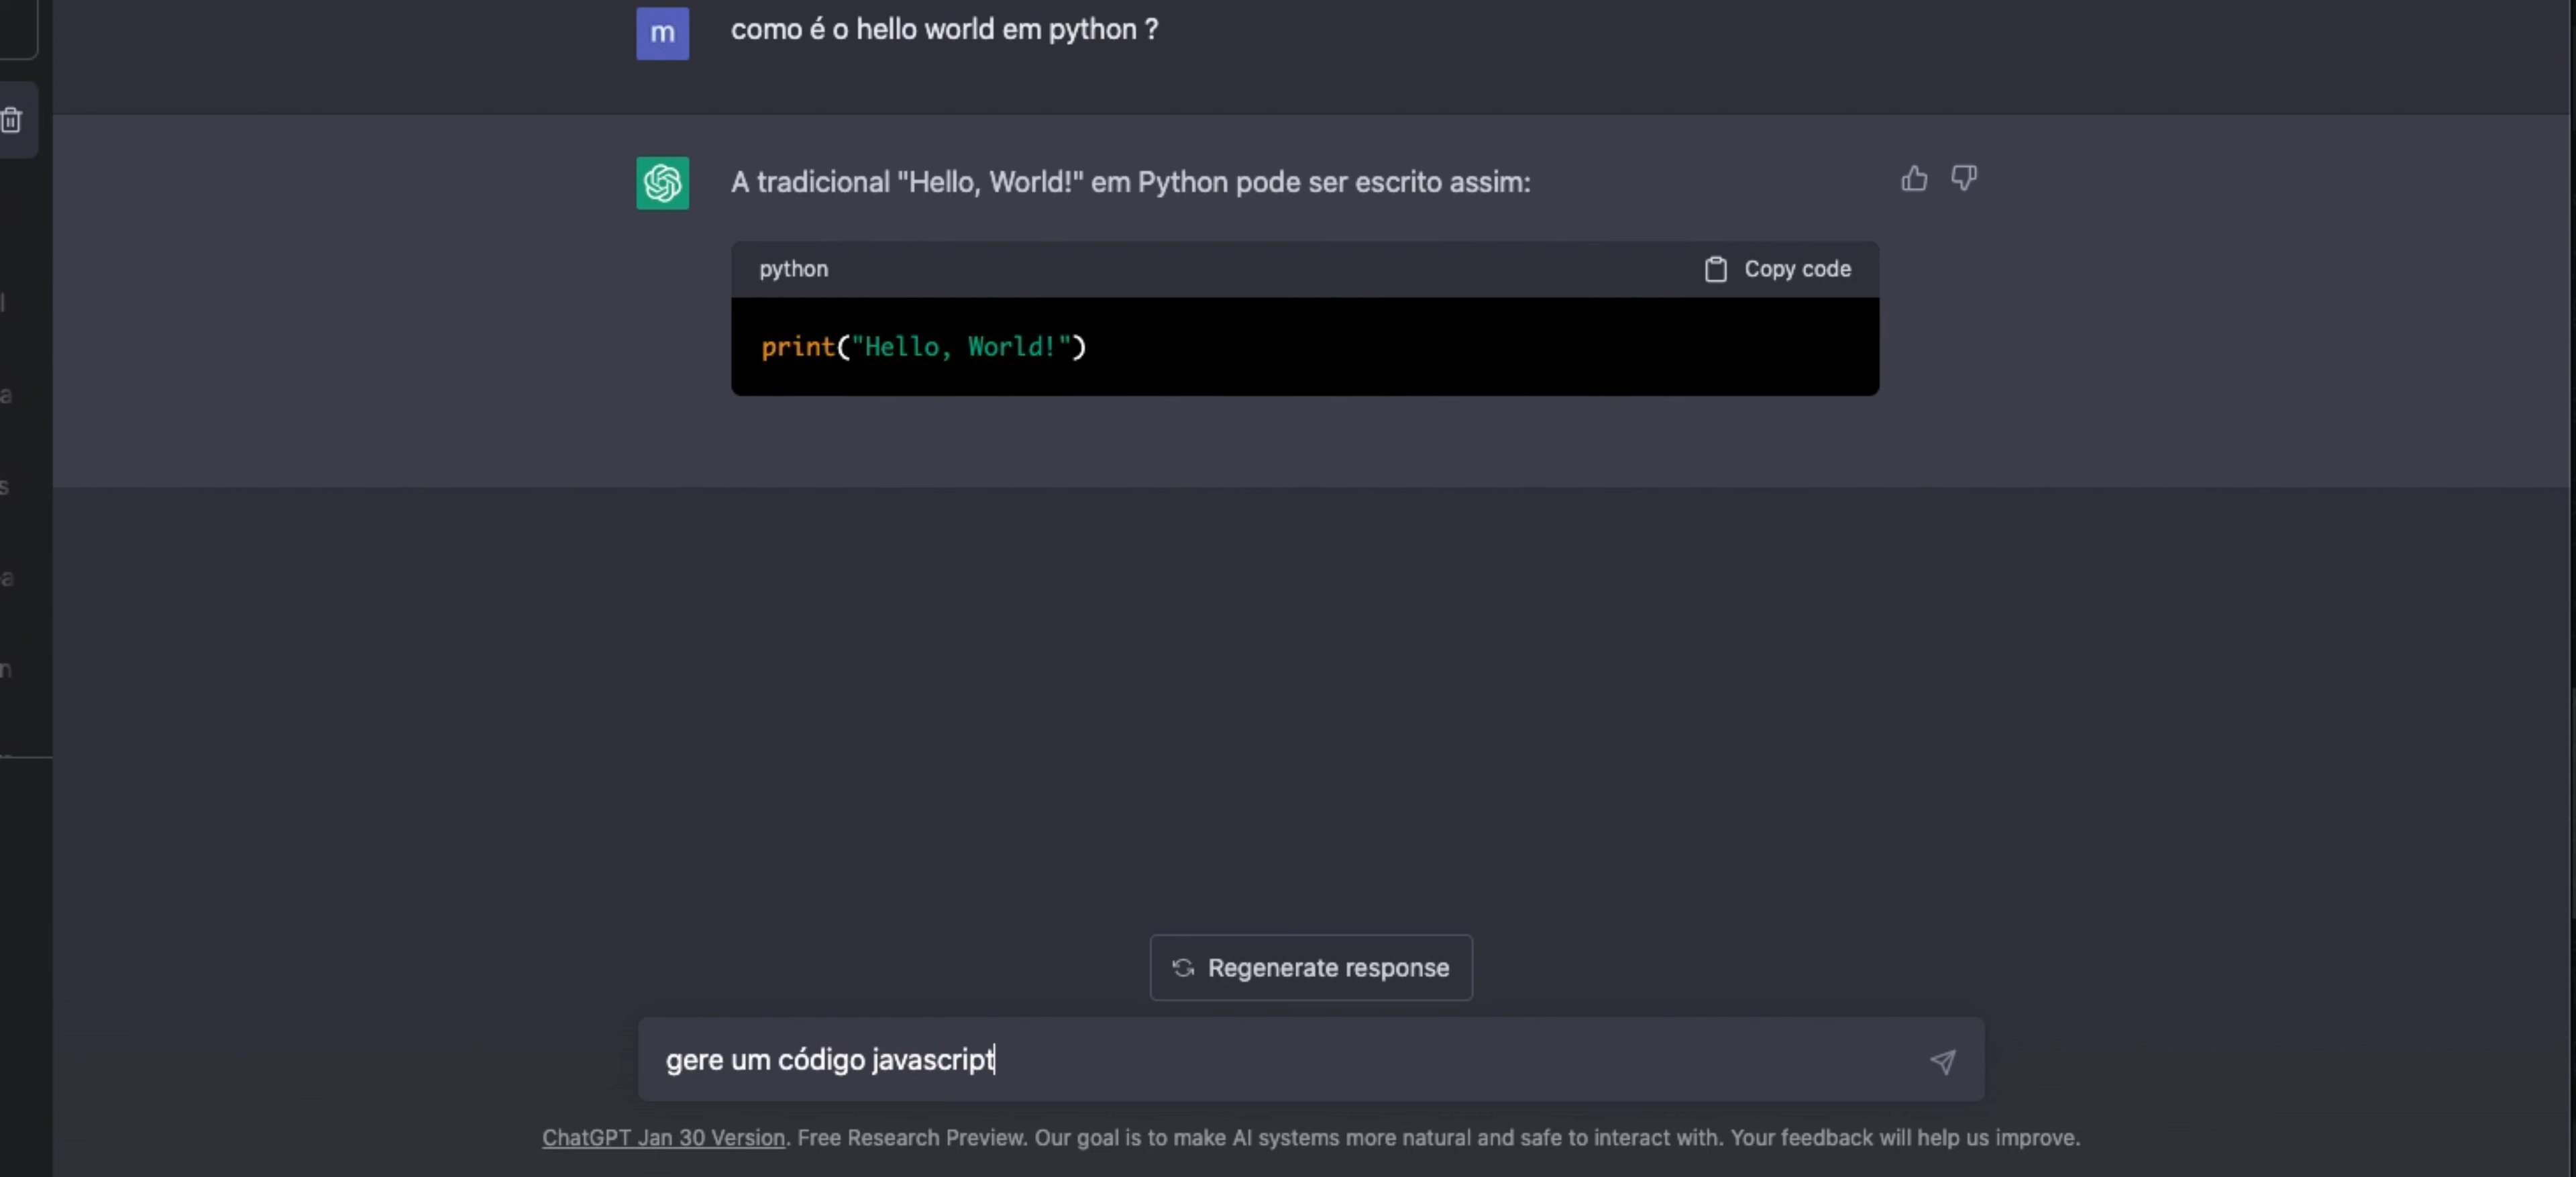 m
como é o hello world em python ?
A tradicional "Hello, World!" em Python pode ser escrito assim:
python
Copy code
print("Hello, World!")
l
a
s
a
n
Regenerate response
gere um código javascript
ChatGPT Jan 30 Version. Free Research Preview. Our goal is to make AI systems more natural and safe to interact with. Your feedback will help us improve.